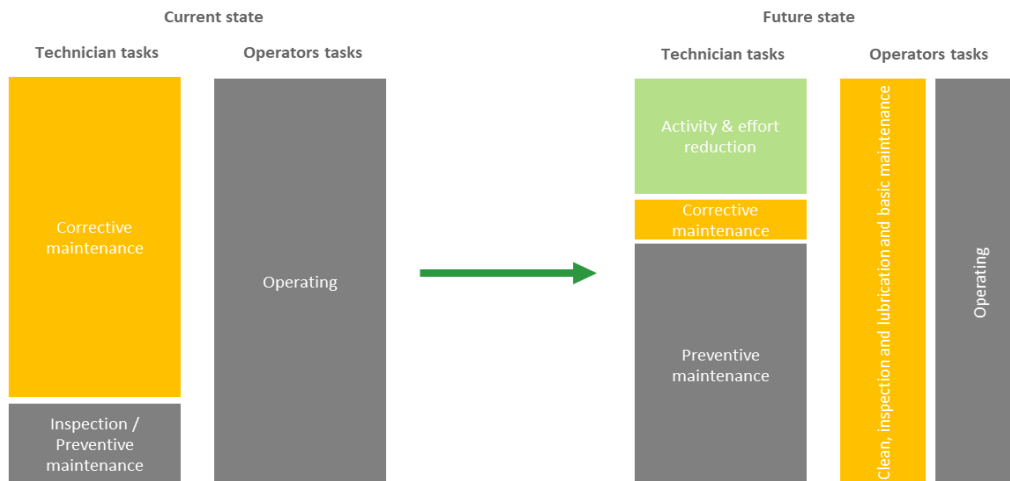 Current state
Technician tasks
Operators tasks
Corrective
maintenance
Inspection /
Preventive
maintenance
Operating
Future state
Technician tasks
Operators tasks
Activity & effort
reduction
Corrective
maintenance
Preventive
maintenance
Clean, inspection and lubrication and basic maintenance
Operating